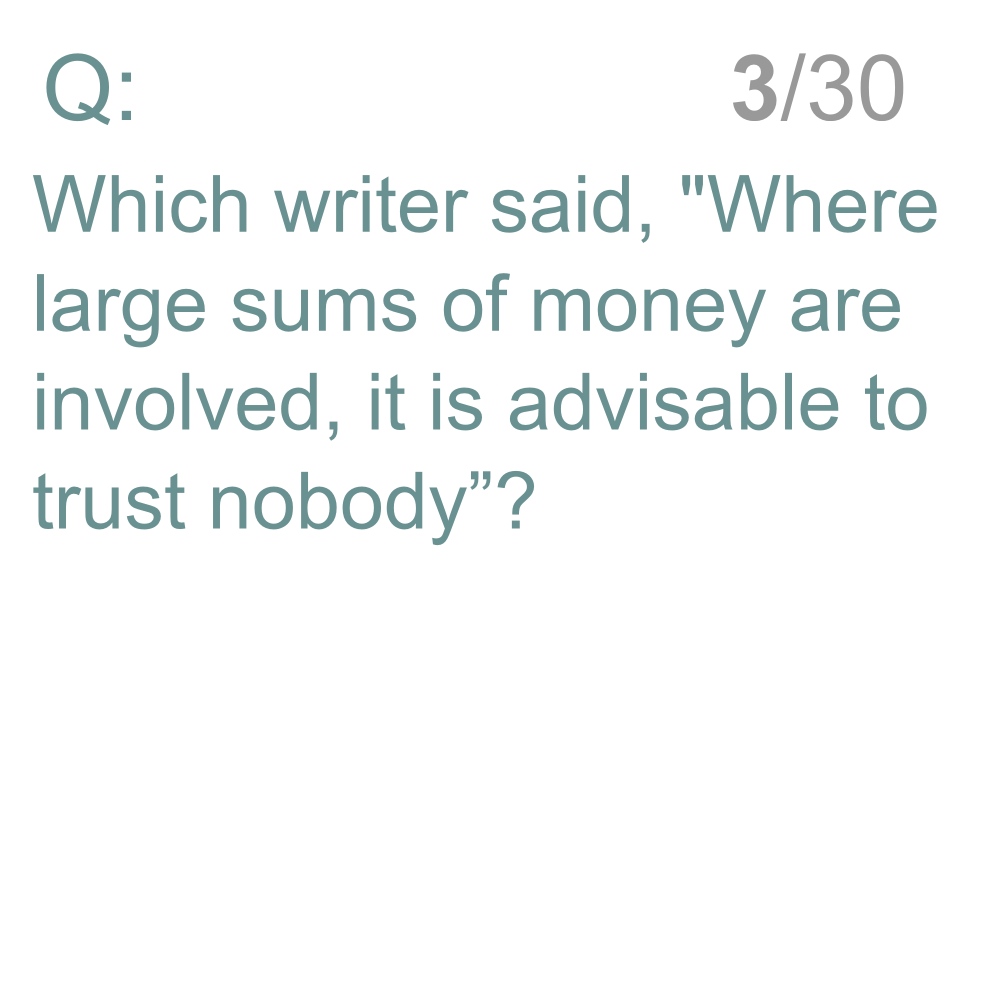 Q: 3/30
Which writer said, "Where
large sums of money are
involved, it is advisable to
trust nobody”?